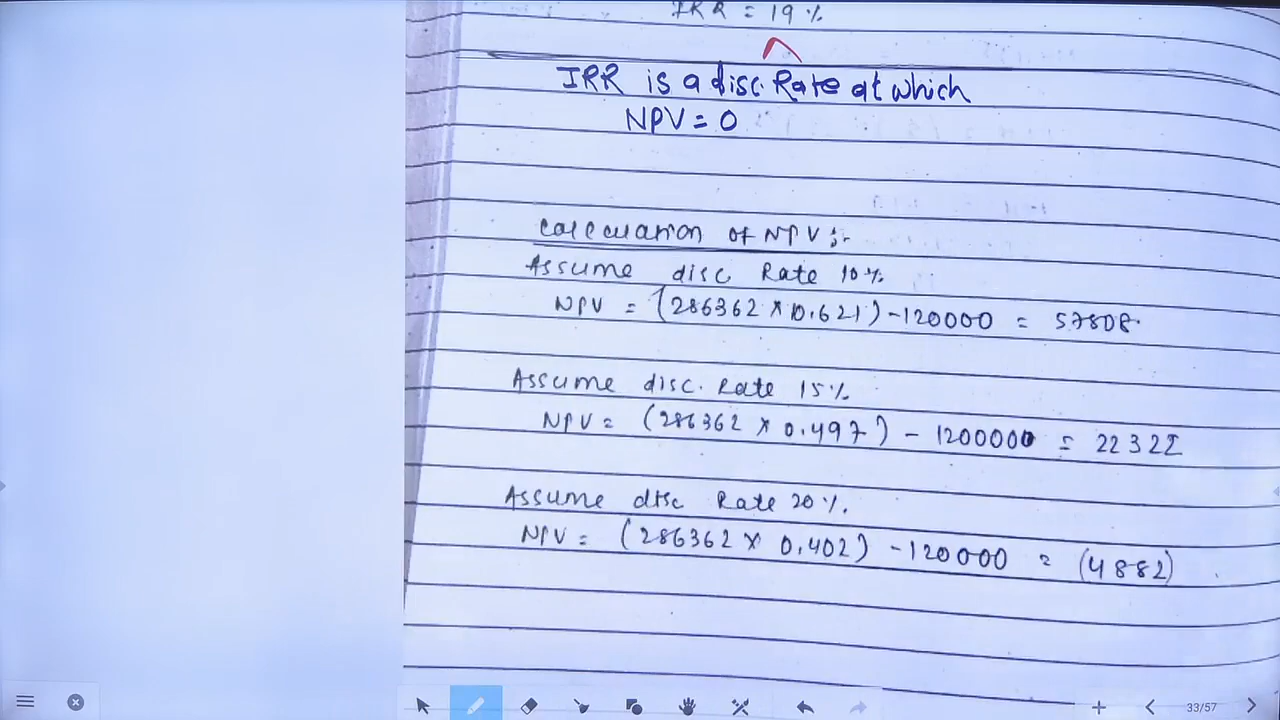 IRR = 19%
IRR is a disc. Rate at which
NPV = 0
Calculation of NPV :-
Assume disc Rate 10%
NPV = (286362 x 0.621) - 120000 = 57808
Assume disc. Rate 15%
NPV = (286362 x 0.497) - 1200000 = 22322
Assume disc Rate 20%.
NPV = (286362 x 0.402) - 120000 = (4882)
33/57